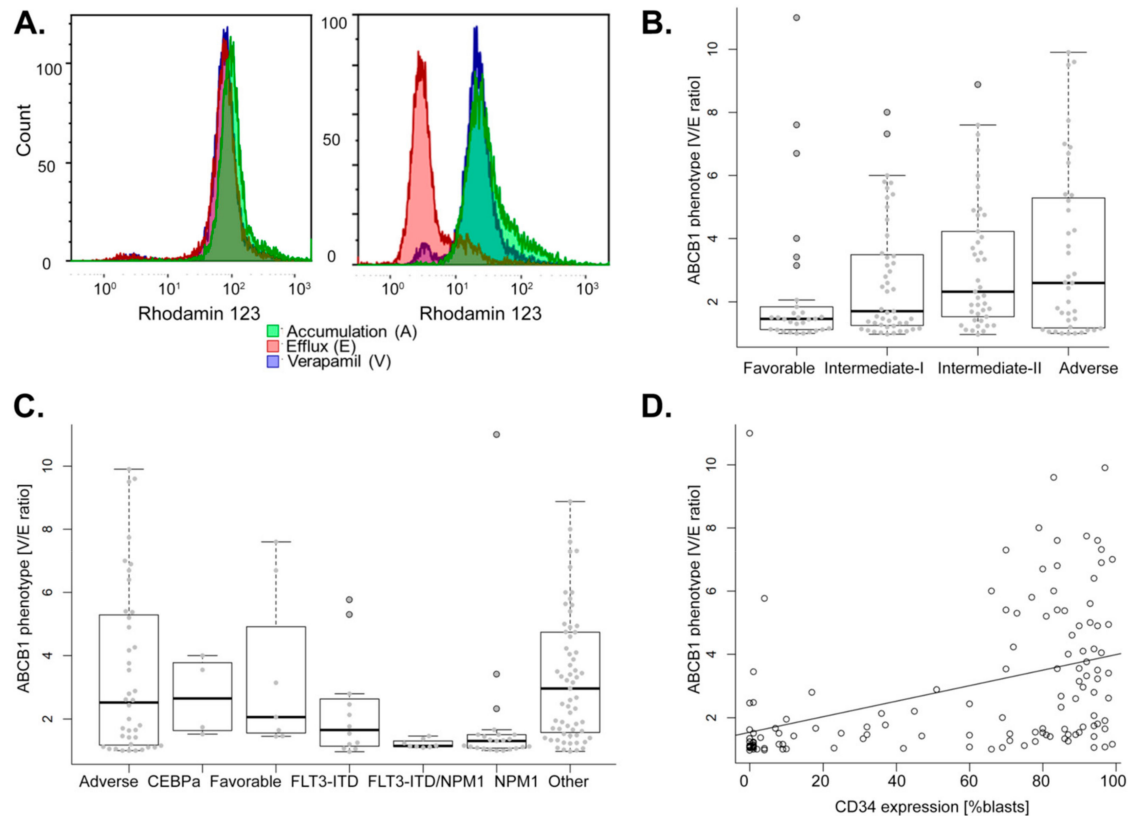 A.
Count
100
50
0
10⁰
10¹
10²
10³
Rhodamin 123
100
50
0
10⁰
10¹
10²
10³
Rhodamin 123
Accumulation (A)
Efflux (E)
Verapamil (V)
B.
ABCB1 phenotype [V/E ratio]
10
8
6
4
2
Favorable
Intermediate-I
Intermediate-II
Adverse
C.
ABCB1 phenotype [V/E ratio]
10
8
6
4
2
Adverse
CEBPa
Favorable
FLT3-ITD
FLT3-ITD/NPM1
NPM1
Other
D.
ABCB1 phenotype [V/E ratio]
10
8
6
4
2
0
20
40
60
80
100
CD34 expression [%blasts]